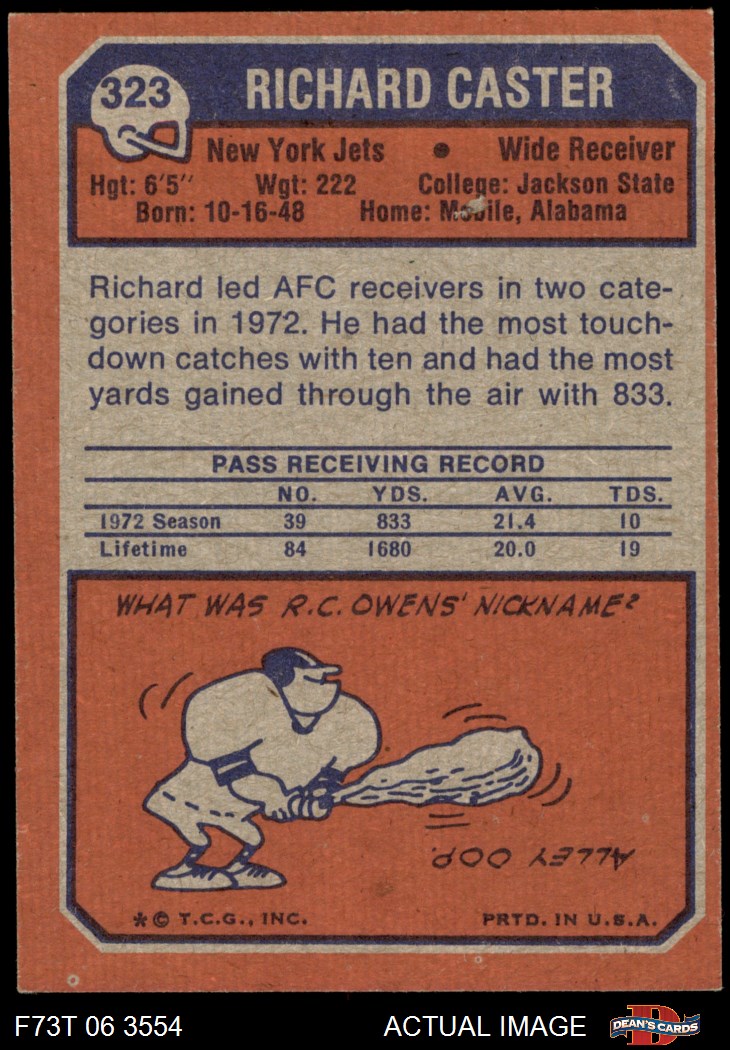 323
RICHARD CASTER
New York Jets • Wide Receiver
Hgt: 6'5" Wgt: 222 College: Jackson State
Born: 10-16-48 Home: Mobile, Alabama
Richard led AFC receivers in two cate-
gories in 1972. He had the most touch-
down catches with ten and had the most
yards gained through the air with 833.
PASS RECEIVING RECORD
NO. YDS. AVG. TDS.
1972 Season 39 833 21.4 10
Lifetime 84 1680 20.0 19
WHAT WAS R.C. OWENS' NICKNAME?
ALLEY OOP.
*© T.C.G., INC. PRTD. IN U.S.A.
F73T 06 3554 ACTUAL IMAGE D DEAN'S CARDS